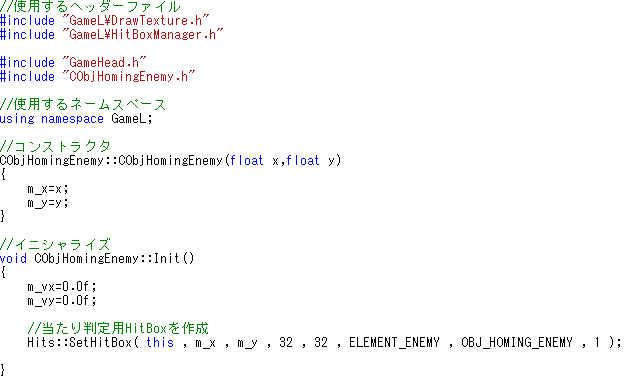 //使用するヘッダーファイル
#include "GameL¥DrawTexture.h"
#include "GameL¥HitBoxManager.h"
#include "GameHead.h"
#include "CObjHomingEnemy.h"
//使用するネームスペース
using namespace GameL;
//コンストラクタ
CObjHomingEnemy::CObjHomingEnemy(float x,float y)
{
m_x=x;
m_y=y;
}
//イニシャライズ
void CObjHomingEnemy::Init()
{
m_vx=0.0f;
m_vy=0.0f;
//当たり判定用HitBoxを作成
Hits::SetHitBox( this , m_x , m_y , 32 , 32 , ELEMENT_ENEMY , OBJ_HOMING_ENEMY , 1 );
}